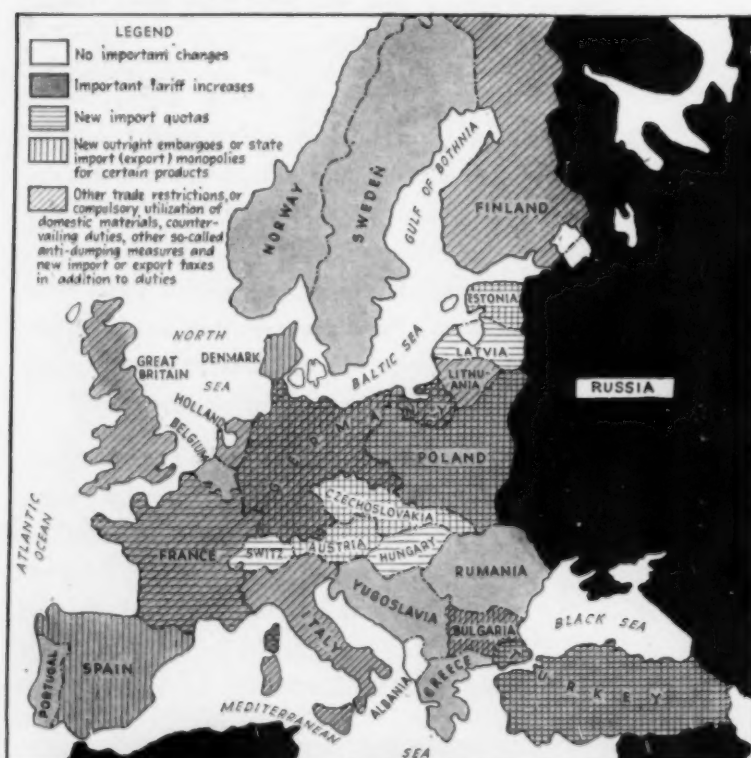 LEGEND
No important changes
Important Tariff increases
New import quotas
New outright embargoes or state
import (export) monopolies
for certain products
Other trade restrictions, or
compulsory utilization of
domestic materials, counter-
vailing duties, other so-called
anti-dumping measures and
new import or export taxes
in addition to duties
NORWAY
SWEDEN
GULF OF BOTHNIA
FINLAND
ESTONIA
LATVIA
LITHU-
ANIA
BALTIC SEA
NORTH
SEA
DENMARK
GREAT
BRITAIN
HOLLAND
BELGIUM
GERMANY
POLAND
RUSSIA
CZECHOSLOVAKIA
ATLANTIC
OCEAN
FRANCE
SWITZ
AUSTRIA
HUNGARY
RUMANIA
YUGOSLAVIA
ITALY
BULGARIA
BLACK SEA
PORTUGAL
SPAIN
ALBANIA
GREECE
TURKEY
MEDITERRANEAN
SEA